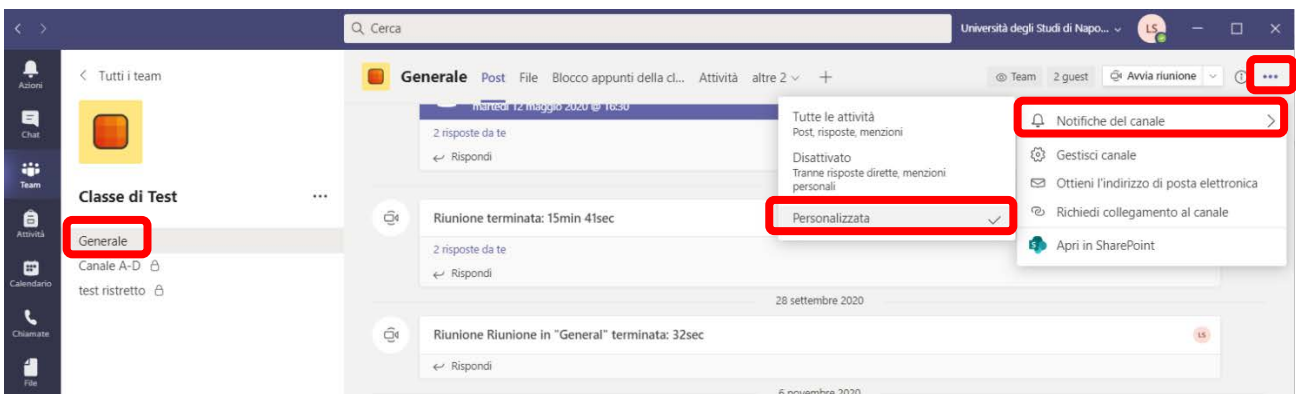 Cerca
Università degli Studi di Napo...
LS
Azioni
Chat
Team
Attività
Calendario
Chiamate
File
Tutti i team
Classe di Test
...
Generale
Canale A-D
test ristretto
Generale Post File Blocco appunti della cl... Attività altre 2 +
Team 2 guest Avvia riunione ...
martedì 12 maggio 2020 @ 16:30
2 risposte da te
Rispondi
Riunione terminata: 15min 41sec
2 risposte da te
Rispondi
28 settembre 2020
Riunione Riunione in "General" terminata: 32sec
LS
Rispondi
6 novembre 2020
Tutte le attività
Post, risposte, menzioni
Disattivato
Tranne risposte dirette, menzioni
personali
Personalizzata
Notifiche del canale
Gestisci canale
Ottieni l'indirizzo di posta elettronica
Richiedi collegamento al canale
Apri in SharePoint